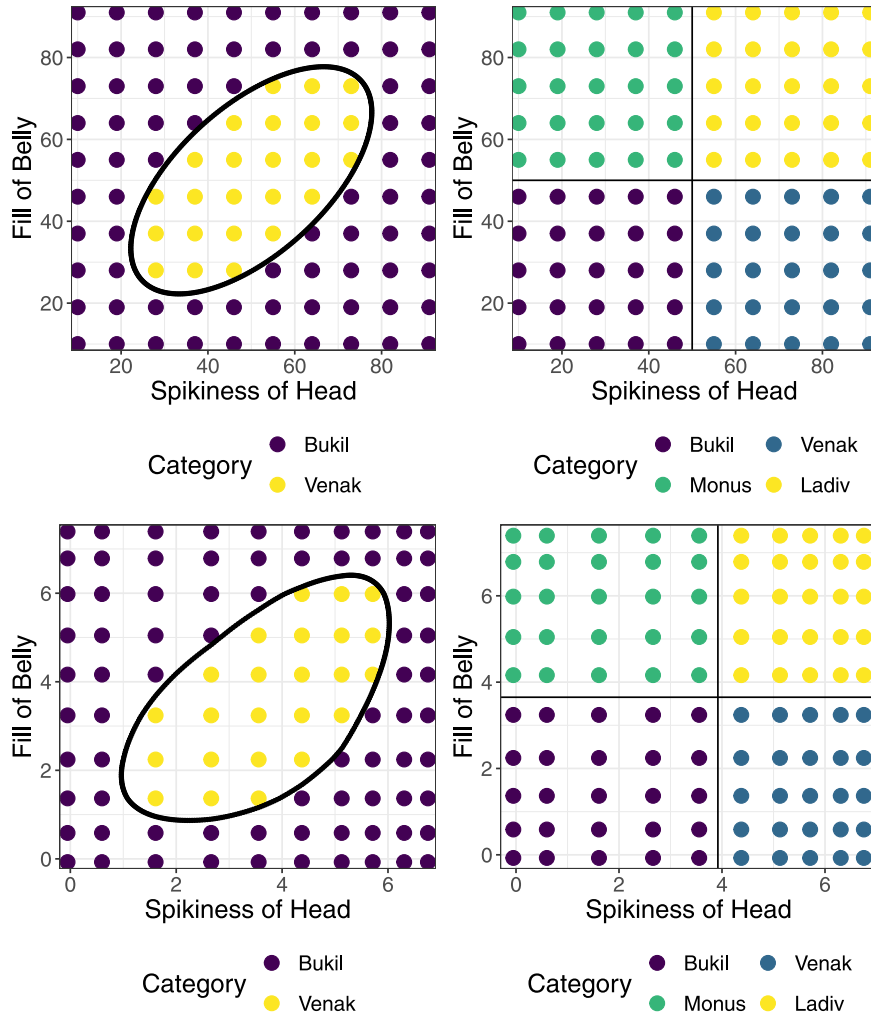 Fill of Belly
80
60
40
20
20 40 60 80
Spikiness of Head
Category
Bukil
Venak
Fill of Belly
80
60
40
20
20 40 60 80
Spikiness of Head
Category
Bukil Venak
Monus Ladiv
Fill of Belly
6
4
2
0
0 2 4 6
Spikiness of Head
Category
Bukil
Venak
Fill of Belly
6
4
2
0
0 2 4 6
Spikiness of Head
Category
Bukil Venak
Monus Ladiv